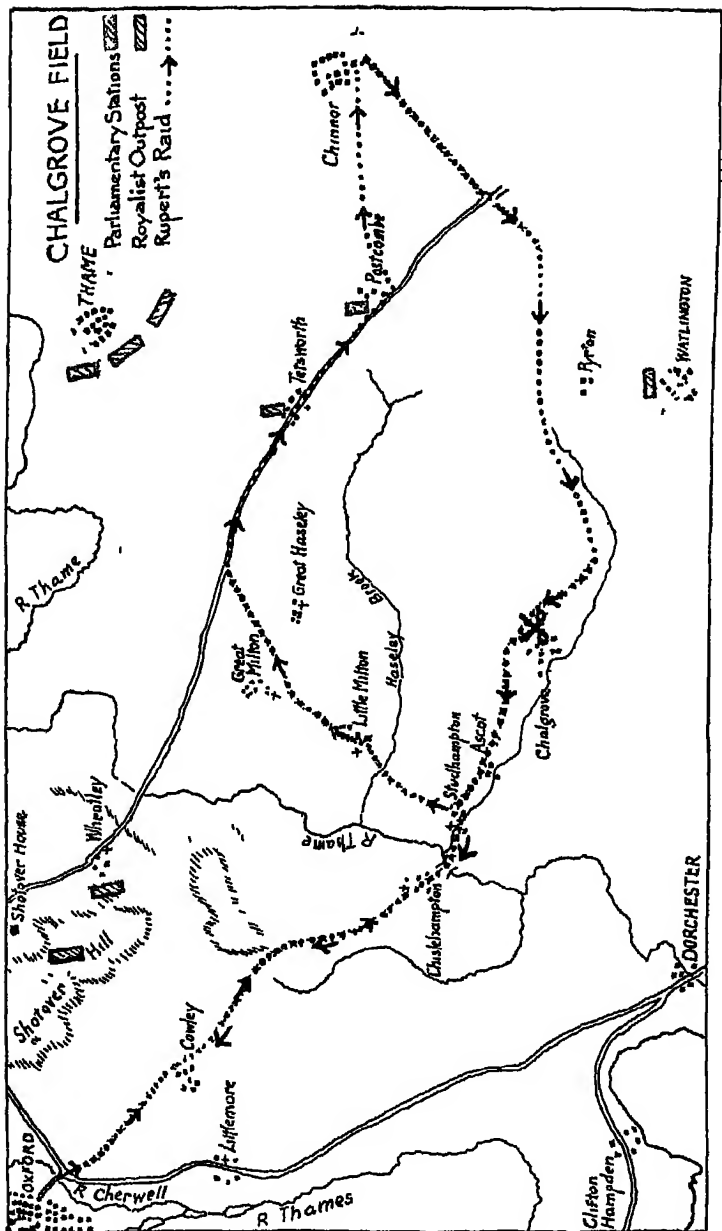 CHALGROVE FIELD
Parliamentary Stations
Royalist Outpost
Rupert's Raid
THAME
Chinnor
Postcombe
Tetsworth
R Thame
Great Haseley
Great
Milton
Little Milton
Haseley
Brook
Pyrton
WATLINGTON
Shotover House
Wheatley
Shotover
Hill
R Thame
Stadhampton
Ascot
Chalgrove
Chiselhampton
Cowley
Littlemore
OXFORD
R Cherwell
R Thames
DORCHESTER
Clifton
Hampden